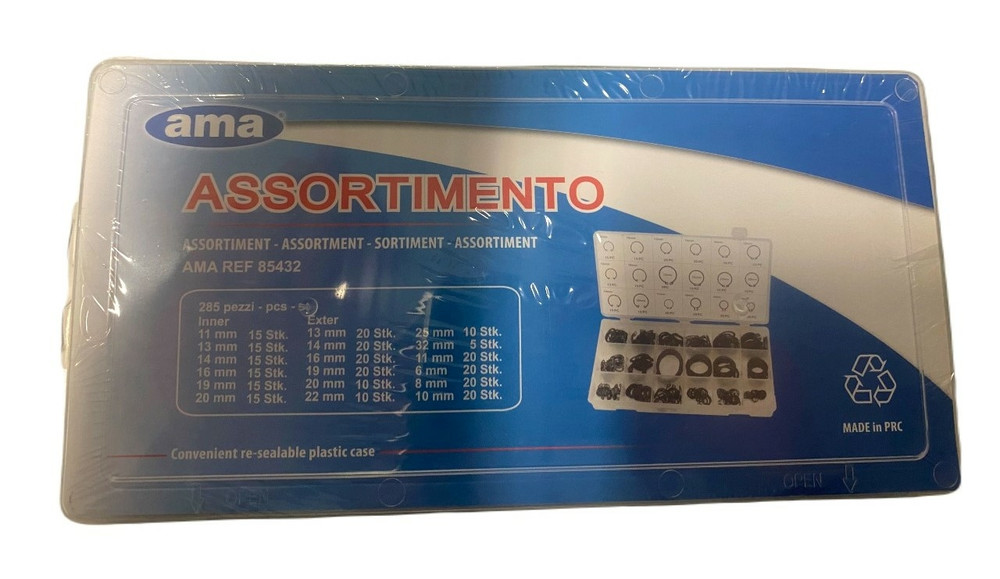 ama
ASSORTIMENTO
ASSORTIMENT - ASSORTMENT - SORTIMENT - ASSORTIMENT
AMA REF 85432
285 pezzi - pcs -
Inner Exter
11 mm 15 Stk. 13 mm 20 Stk. 25 mm 10 Stk.
13 mm 15 Stk. 14 mm 20 Stk. 32 mm 5 Stk.
14 mm 15 Stk. 16 mm 20 Stk. 11 mm 20 Stk.
16 mm 15 Stk. 19 mm 20 Stk. 6 mm 20 Stk.
19 mm 15 Stk. 20 mm 10 Stk. 8 mm 20 Stk.
20 mm 15 Stk. 22 mm 10 Stk. 10 mm 20 Stk.
MADE in PRC
Convenient re-sealable plastic case
OPEN OPEN